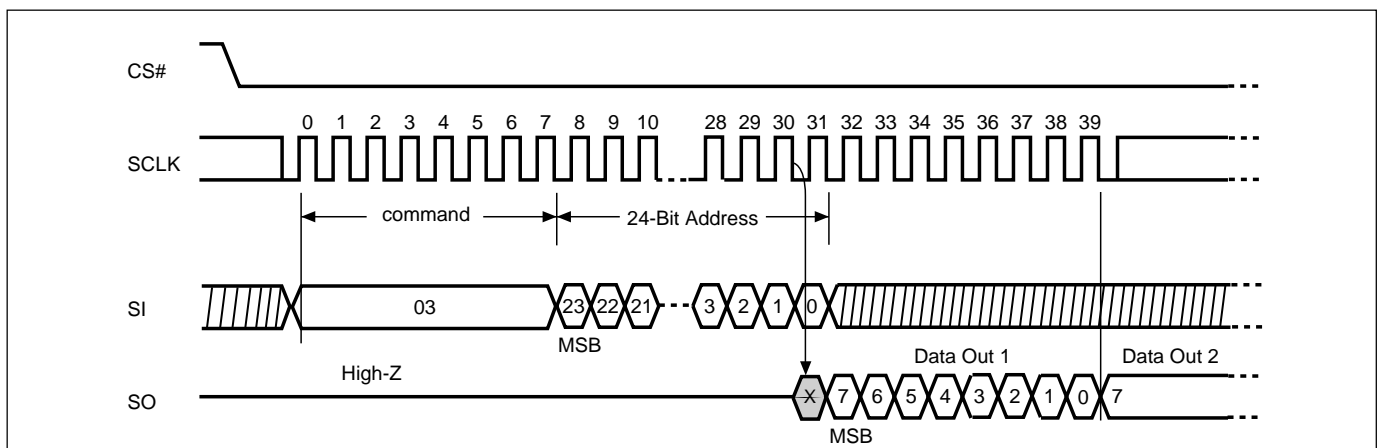 CS#
0 1 2 3 4 5 6 7 8 9 10 28 29 30 31 32 33 34 35 36 37 38 39
SCLK
command 24-Bit Address
SI 03 23 22 21 3 2 1 0
MSB
Data Out 1 Data Out 2
High-Z
SO X 7 6 5 4 3 2 1 0 7
MSB